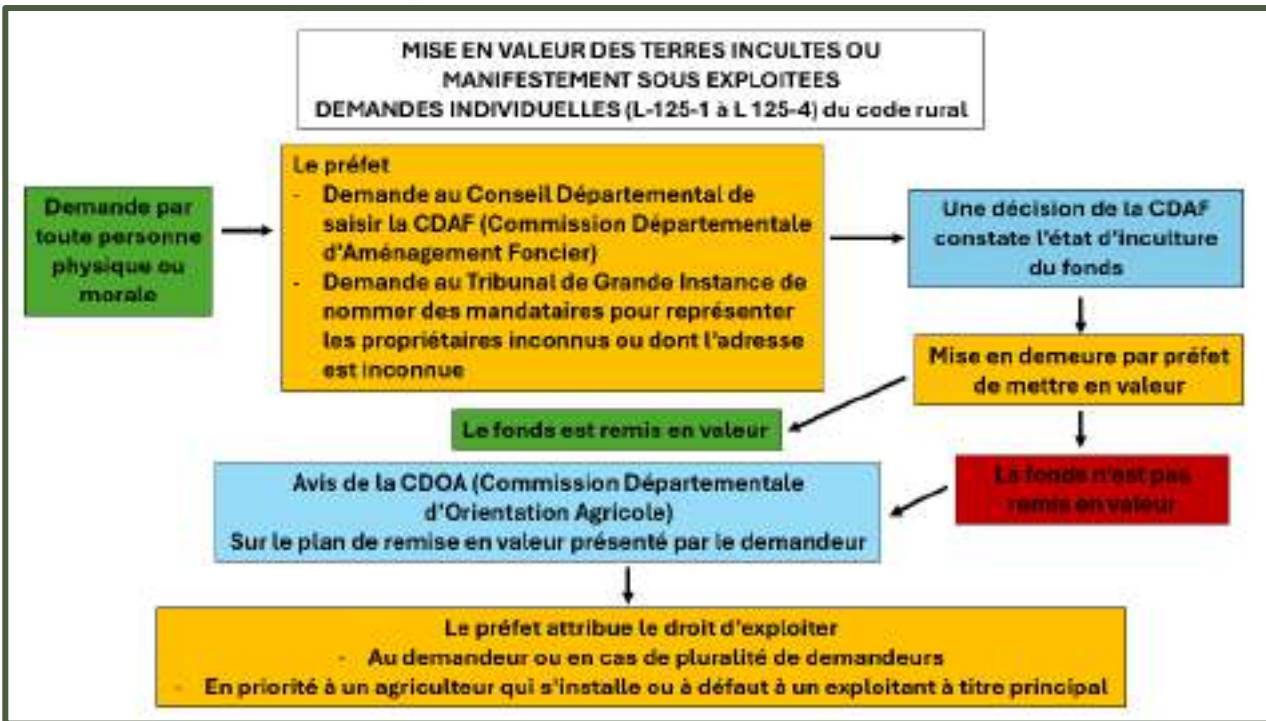 MISE EN VALEUR DES TERRES INCULTES OU
MANIFESTEMENT SOUS EXPLOITEES
DEMANDES INDIVIDUELLES (L-125-1 à L 125-4) du code rural
Demande par
toute personne
physique ou
morale
Le préfet
- Demande au Conseil Départemental de
saisir la CDAF (Commission Départementale
d'Aménagement Foncier)
- Demande au Tribunal de Grande Instance de
nommer des mandataires pour représenter
les propriétaires inconnus ou dont l'adresse
est inconnue
Une décision de la CDAF
constate l'état d'inculture
du fonds
Mise en demeure par préfet
de mettre en valeur
Le fonds est remis en valeur
Le fonds n'est pas
remis en valeur
Avis de la CDOA (Commission Départementale
d'Orientation Agricole)
Sur le plan de remise en valeur présenté par le demandeur
Le préfet attribue le droit d'exploiter
- Au demandeur ou en cas de pluralité de demandeurs
- En priorité à un agriculteur qui s'installe ou à défaut à un exploitant à titre principal